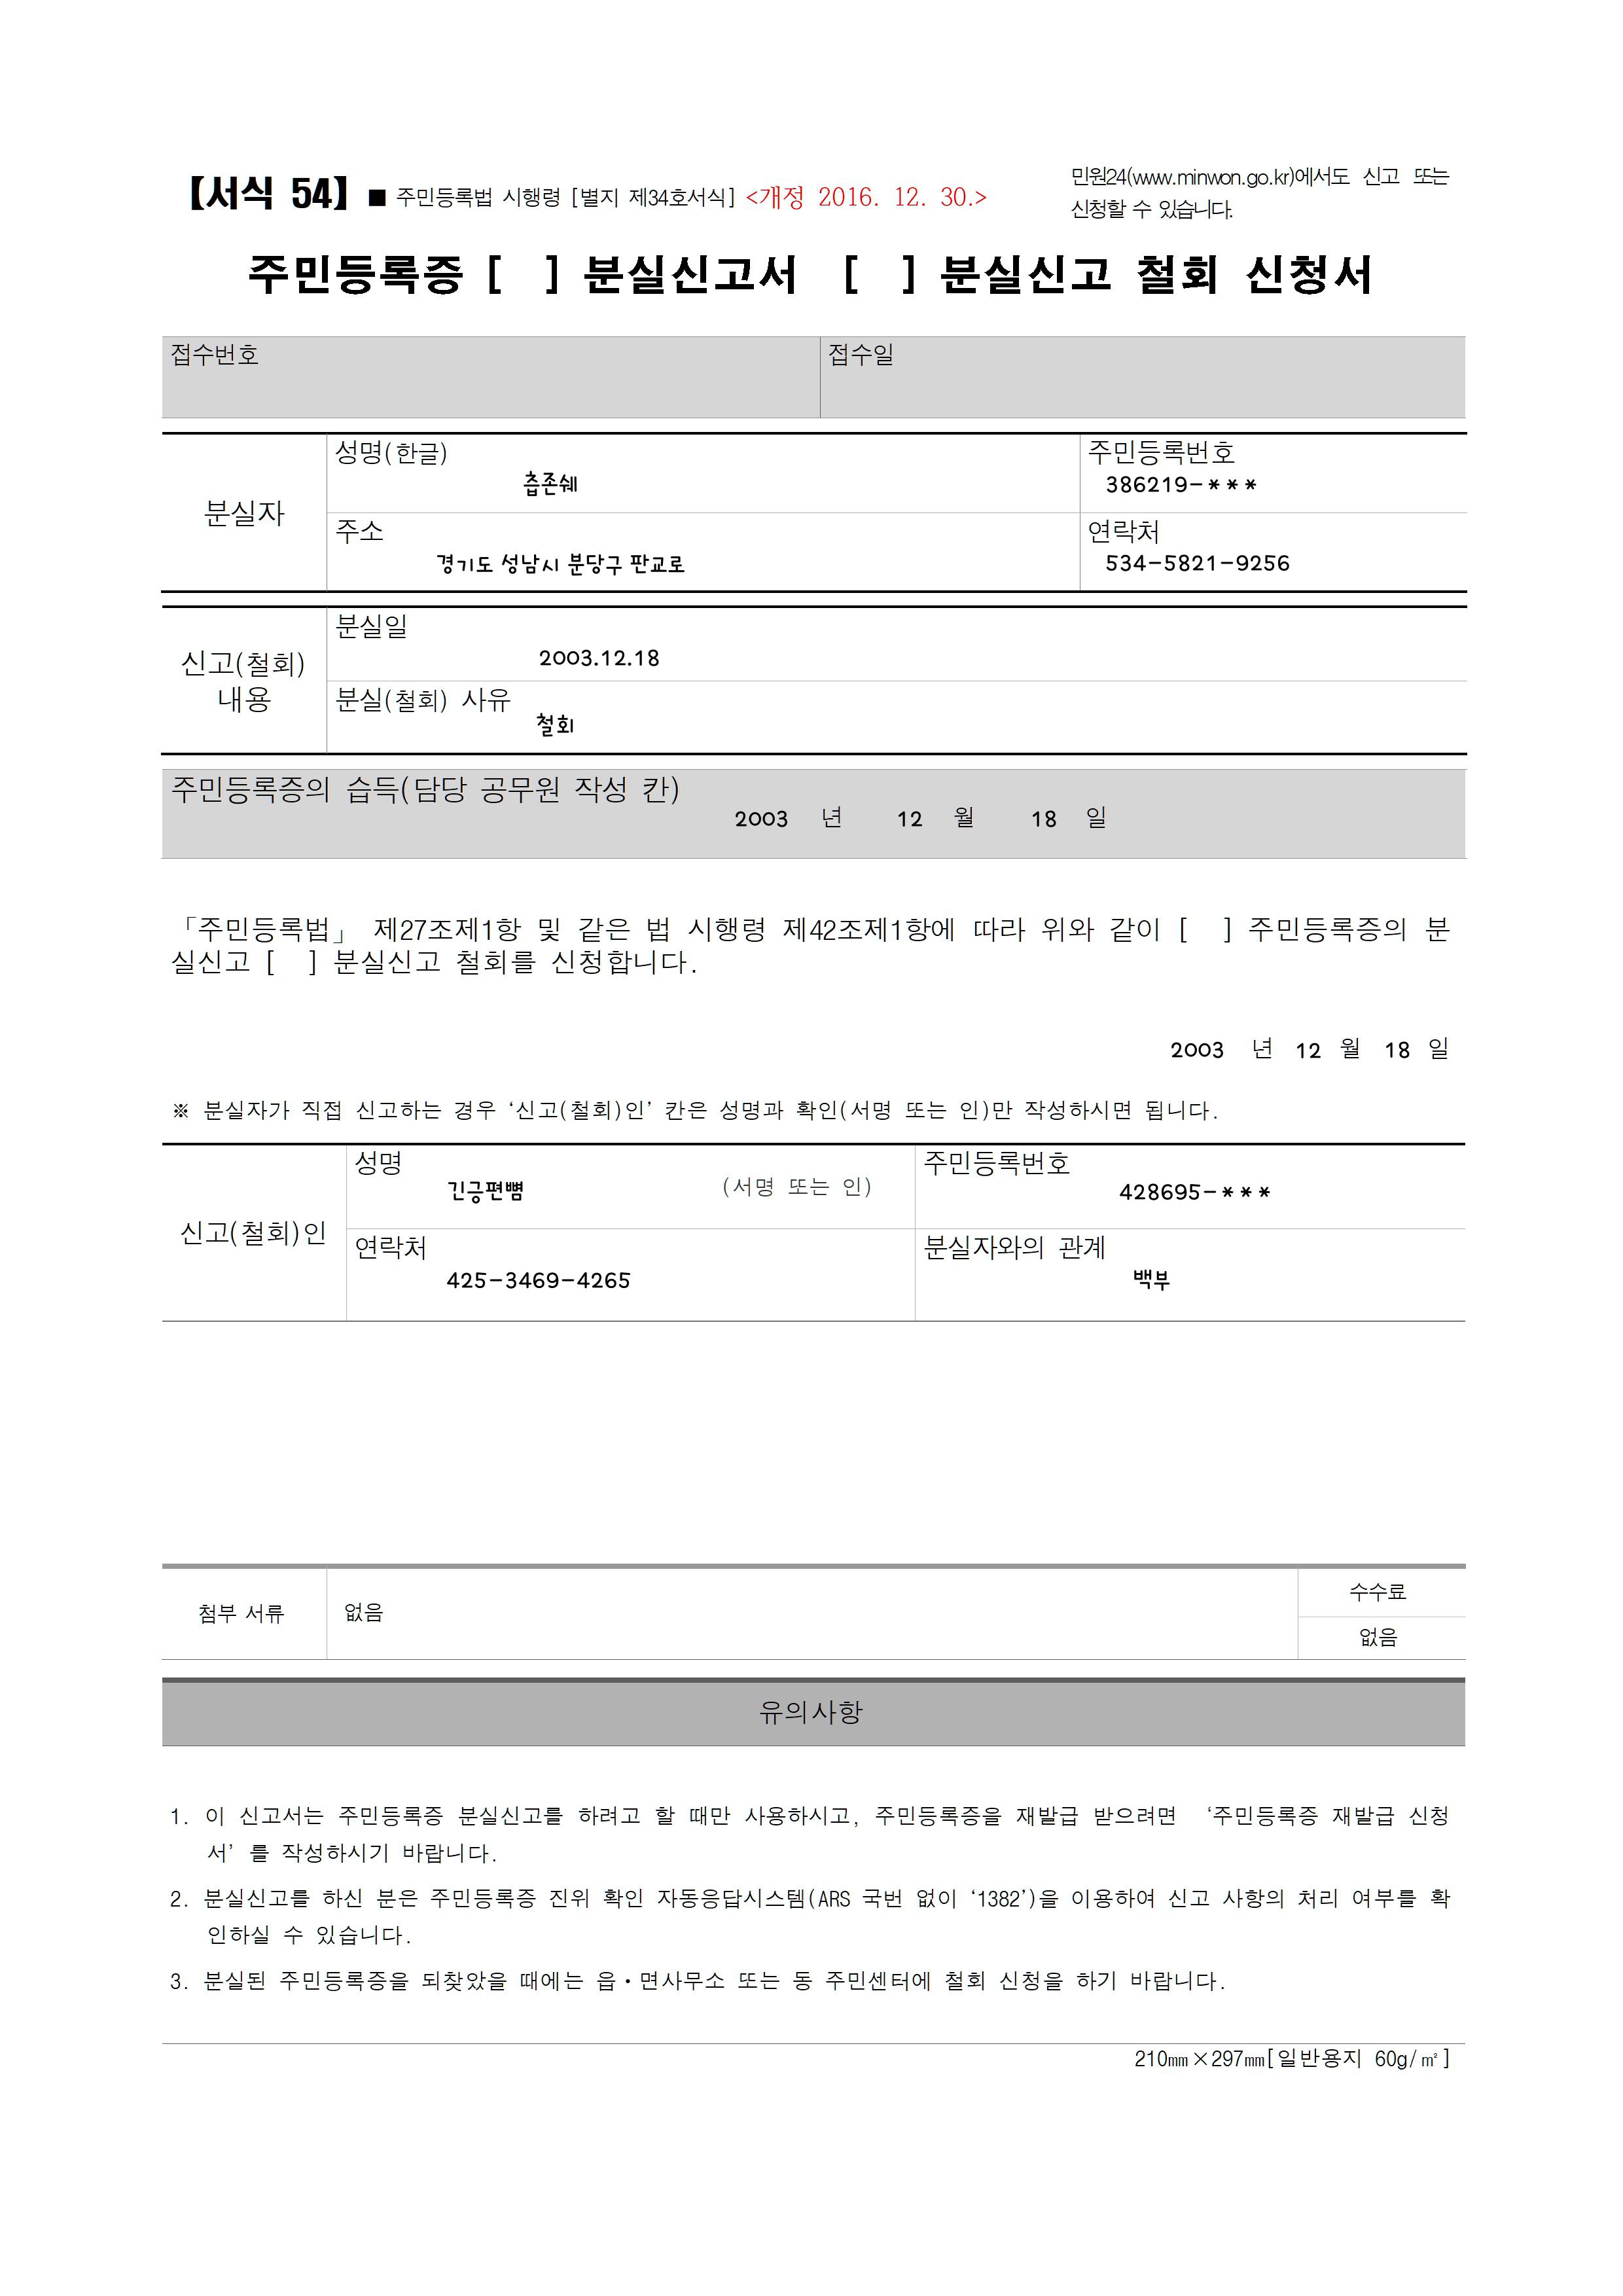 【서식 54】 ■ 주민등록법 시행령 [별지 제34호서식] <개정 2016. 12. 30.>
민원24(www.minwon.go.kr)에서도 신고 또는
신청할 수 있습니다.
주민등록증 [ ] 분실신고서 [ ] 분실신고 철회 신청서
접수번호 접수일
분실자
성명(한글) 주민등록번호
츱존쉐 386219-***
주소 연락처
경기도 성남시 분당구 판교로 534-5821-9256
신고(철회)
내용
분실일
2003.12.18
분실(철회) 사유
철회
주민등록증의 습득(담당 공무원 작성 칸)
2003 년 12 월 18 일
「주민등록법」 제27조제1항 및 같은 법 시행령 제42조제1항에 따라 위와 같이 [ ] 주민등록증의 분
실신고 [ ] 분실신고 철회를 신청합니다.
2003 년 12 월 18 일
※ 분실자가 직접 신고하는 경우 ‘신고(철회)인’ 칸은 성명과 확인(서명 또는 인)만 작성하시면 됩니다.
신고(철회)인
성명 주민등록번호
긴긍편뼘 (서명 또는 인) 428695-***
연락처 분실자와의 관계
425-3469-4265 백부
첨부 서류 없음 수수료
없음
유의사항
1. 이 신고서는 주민등록증 분실신고를 하려고 할 때만 사용하시고, 주민등록증을 재발급 받으려면 ‘주민등록증 재발급 신청
서’를 작성하시기 바랍니다.
2. 분실신고를 하신 분은 주민등록증 진위 확인 자동응답시스템(ARS 국번 없이 ‘1382’)을 이용하여 신고 사항의 처리 여부를 확
인하실 수 있습니다.
3. 분실된 주민등록증을 되찾았을 때에는 읍·면사무소 또는 동 주민센터에 철회 신청을 하기 바랍니다.
210㎜×297㎜[일반용지 60g/㎡]